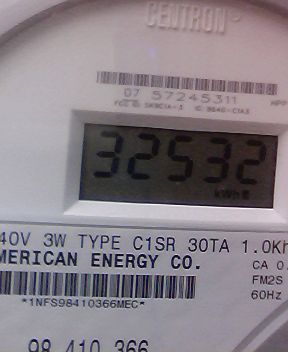 CENTRON
07 57245311
32532
kWh
40V 3W TYPE C1SR 30TA 1.0Kh
MERICAN ENERGY CO.
CA 0.
FM2S
60Hz
*1NFS98410366MEC*
98 410 366